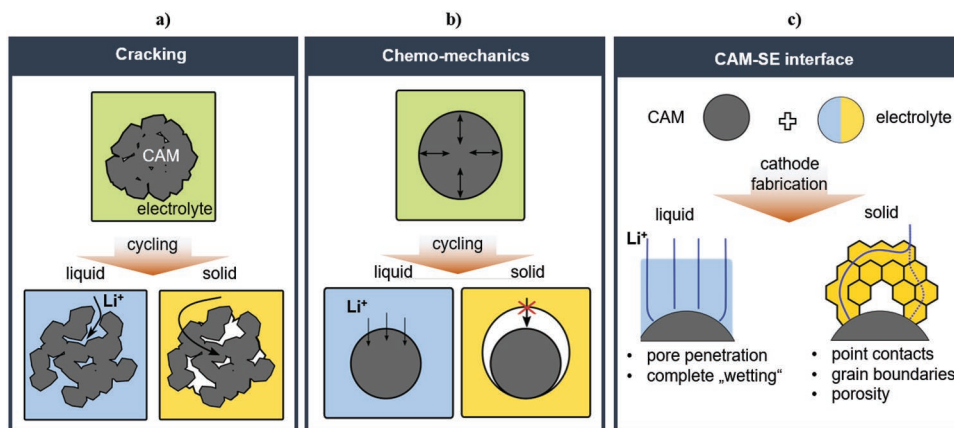 a)
Cracking
CAM
electrolyte
cycling
liquid
solid
Li⁺
b)
Chemo-mechanics
cycling
liquid
solid
Li⁺
c)
CAM-SE interface
CAM
electrolyte
cathode
fabrication
liquid
solid
Li⁺
• pore penetration
• complete „wetting“
• point contacts
• grain boundaries
• porosity